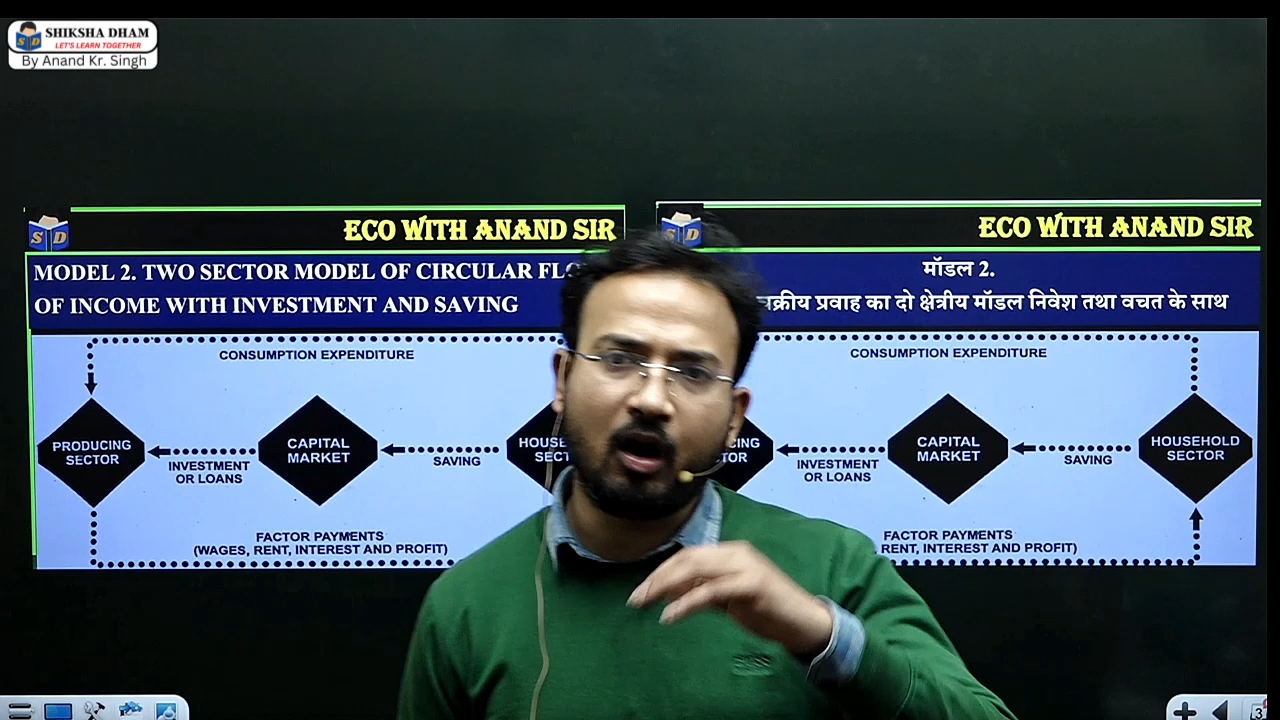 SHIKSHA DHAM
LET'S LEARN TOGETHER
By Anand Kr. Singh
S D
ECO WITH ANAND SIR
MODEL 2. TWO SECTOR MODEL OF CIRCULAR
OF INCOME WITH INVESTMENT AND SAVING
CONSUMPTION EXPENDITURE
PRODUCING
SECTOR
INVESTMENT
OR LOANS
CAPITAL
MARKET
SAVING
FACTOR PAYMENTS
(WAGES, RENT, INTEREST AND PROFIT)
S D
ECO WITH ANAND SIR
मॉडल 2.
प्रवाह का दो क्षेत्रीय मॉडल निवेश तथा वचत के साथ
CONSUMPTION EXPENDITURE
INVESTMENT
OR LOANS
CAPITAL
MARKET
SAVING
HOUSEHOLD
SECTOR
FACTOR PAYMENTS
RENT, INTEREST AND PROFIT)